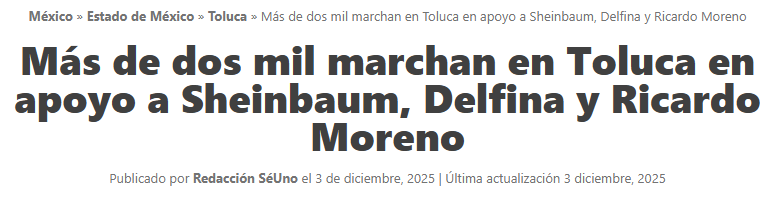 México » Estado de México » Toluca » Más de dos mil marchan en Toluca en apoyo a Sheinbaum, Delfina y Ricardo Moreno
Más de dos mil marchan en Toluca en
apoyo a Sheinbaum, Delfina y Ricardo
Moreno
Publicado por Redacción SéUno el 3 de diciembre, 2025 | Última actualización 3 diciembre, 2025